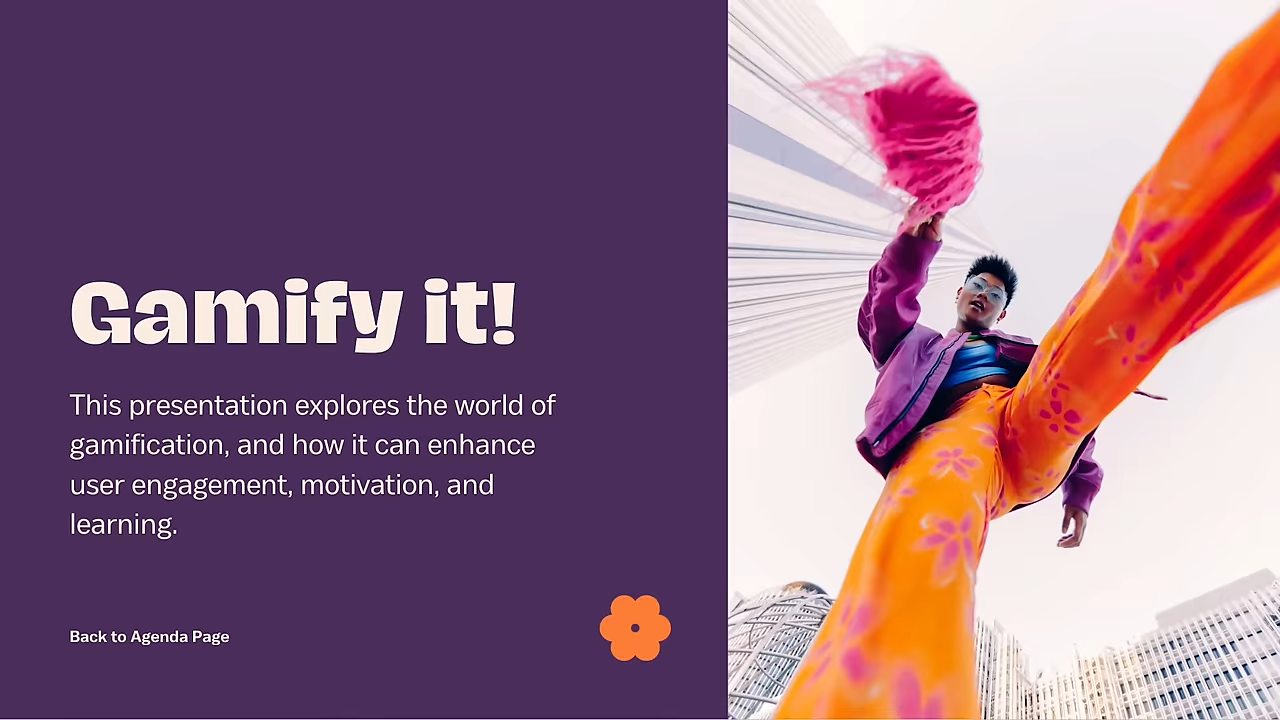 Gamify it!
This presentation explores the world of
gamification, and how it can enhance
user engagement, motivation, and
learning.
Back to Agenda Page